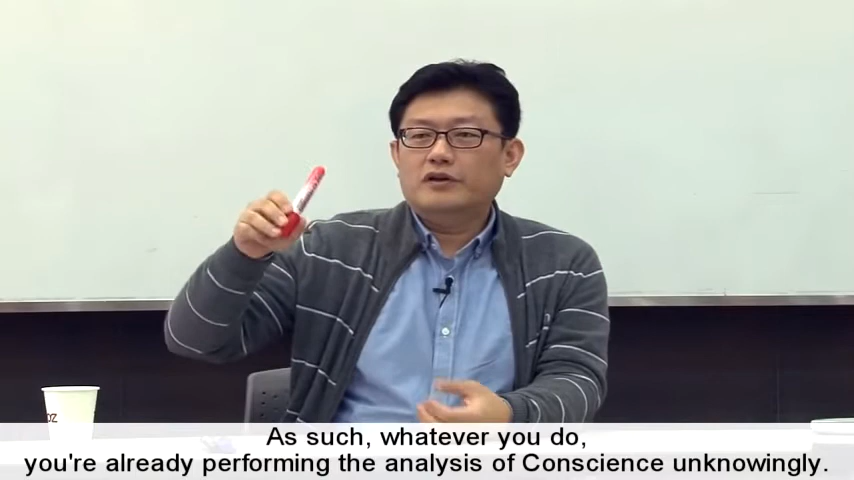 As such, whatever you do,
you're already performing the analysis of Conscience unknowingly.